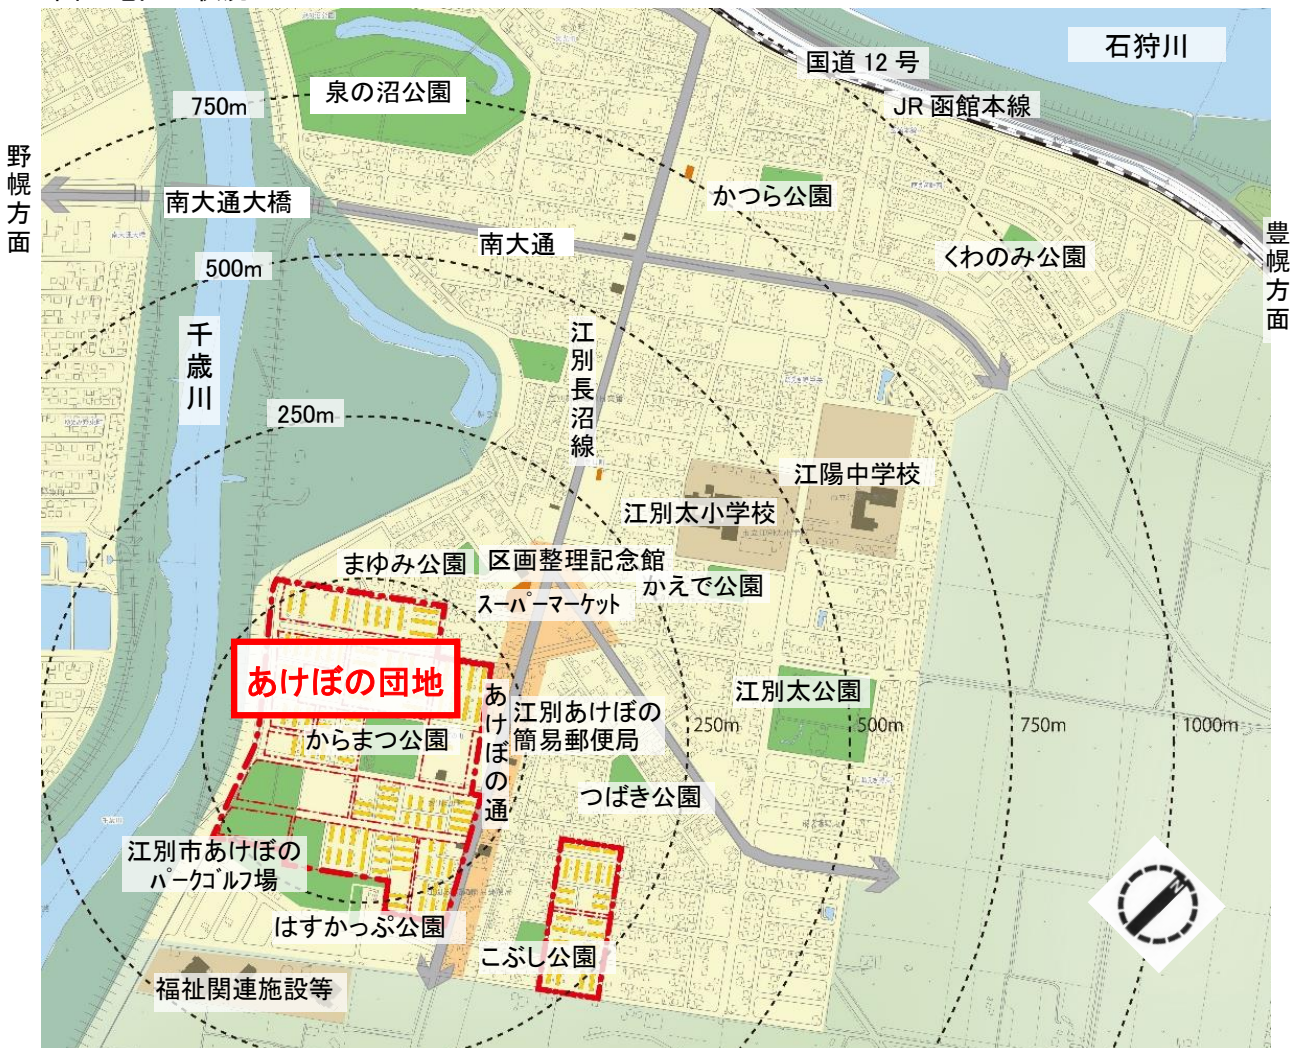 石狩川
国道12号
JR函館本線
泉の沼公園
750m
野幌方面
南大通大橋
かつら公園
南大通
くわのみ公園
豊幌方面
500m
千歳川
江別長沼線
250m
江陽中学校
江別太小学校
まゆみ公園
区画整理記念館
かえで公園
スーパーマーケット
あけぼの団地
江別太公園
あけぼの通
江別あけぼの
簡易郵便局
250m
500m
750m
1000m
からまつ公園
つばき公園
江別市あけぼの
パークゴルフ場
はすかっぷ公園
こぶし公園
福祉関連施設等
N